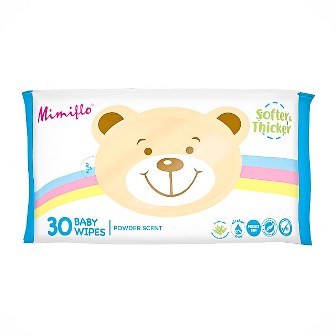 Mimiflo
Softer &
Thicker
30 BABY
WIPES
POWDER SCENT